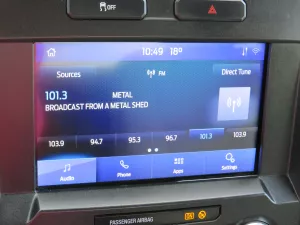 OFF
10:49 18°
Sources FM Direct Tune
101.3 METAL
BROADCAST FROM A METAL SHED
103.9 94.7 95.3 96.7 101.3 103.9
Audio Phone Apps Settings
PASSENGER AIRBAG